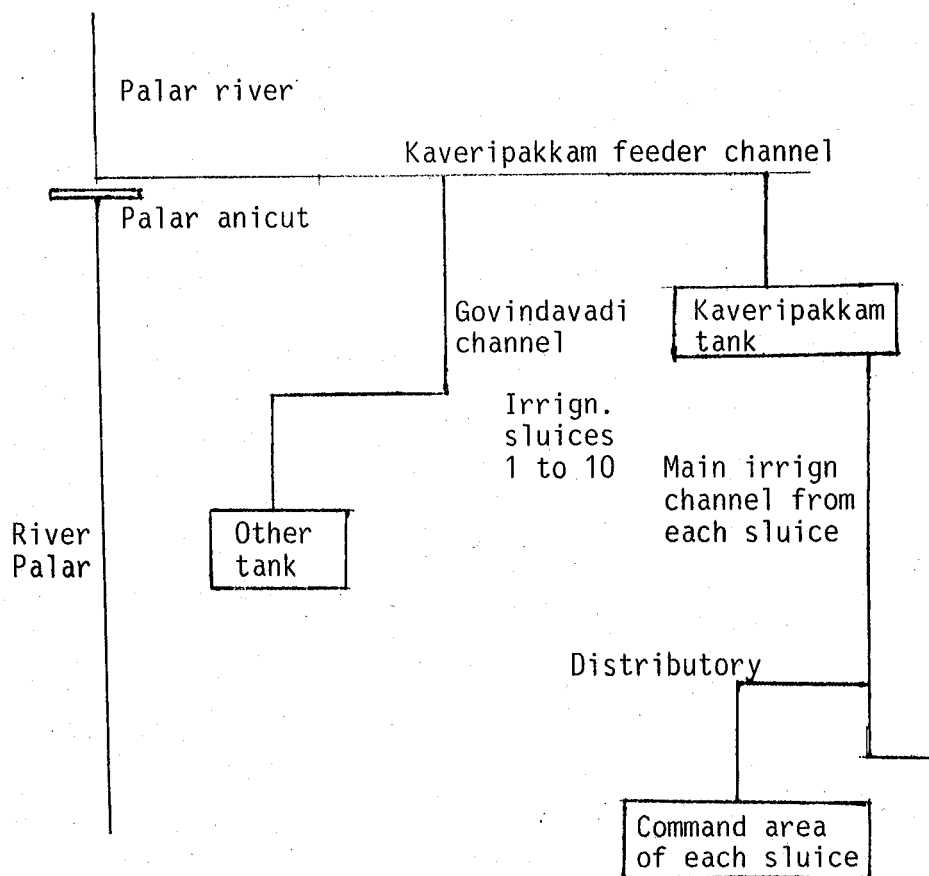 Palar river
Kaveripakkam feeder channel
Palar anicut
Govindavadi
channel
Kaveripakkam
tank
Irrign.
sluices
1 to 10
Main irrign
channel from
each sluice
River
Palar
Other
tank
Distributory
Command area
of each sluice